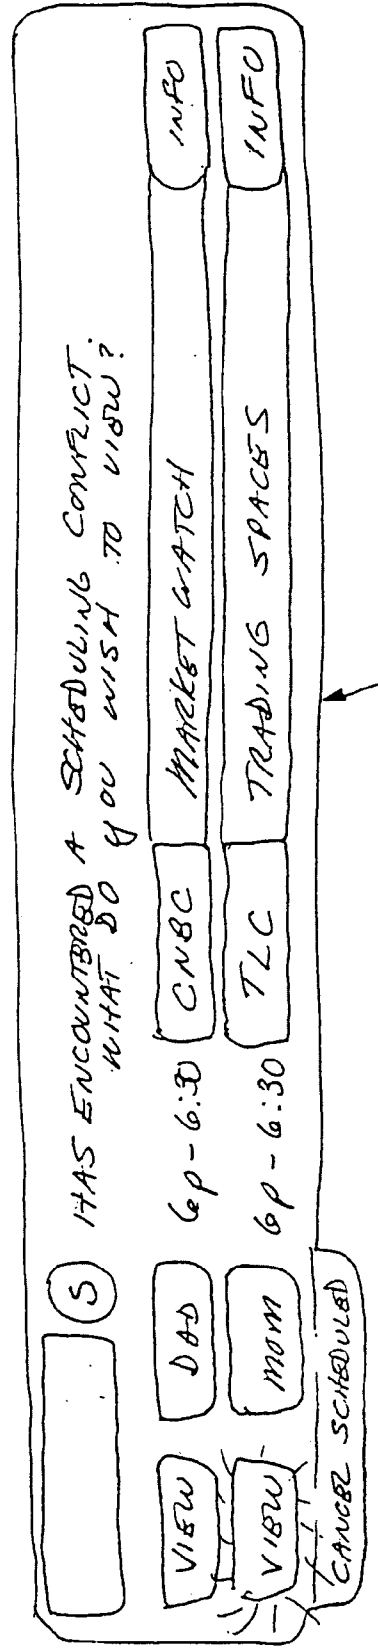 S HAS ENCOUNTERED A SCHEDULING CONFLICT.
WHAT DO YOU WISH TO VIEW?
VIEW DAD 6p-6:30 CNBC MARKET WATCH INFO
VIEW MOM 6p-6:30 TLC TRADING SPACES INFO
CANCEL SCHEDULED